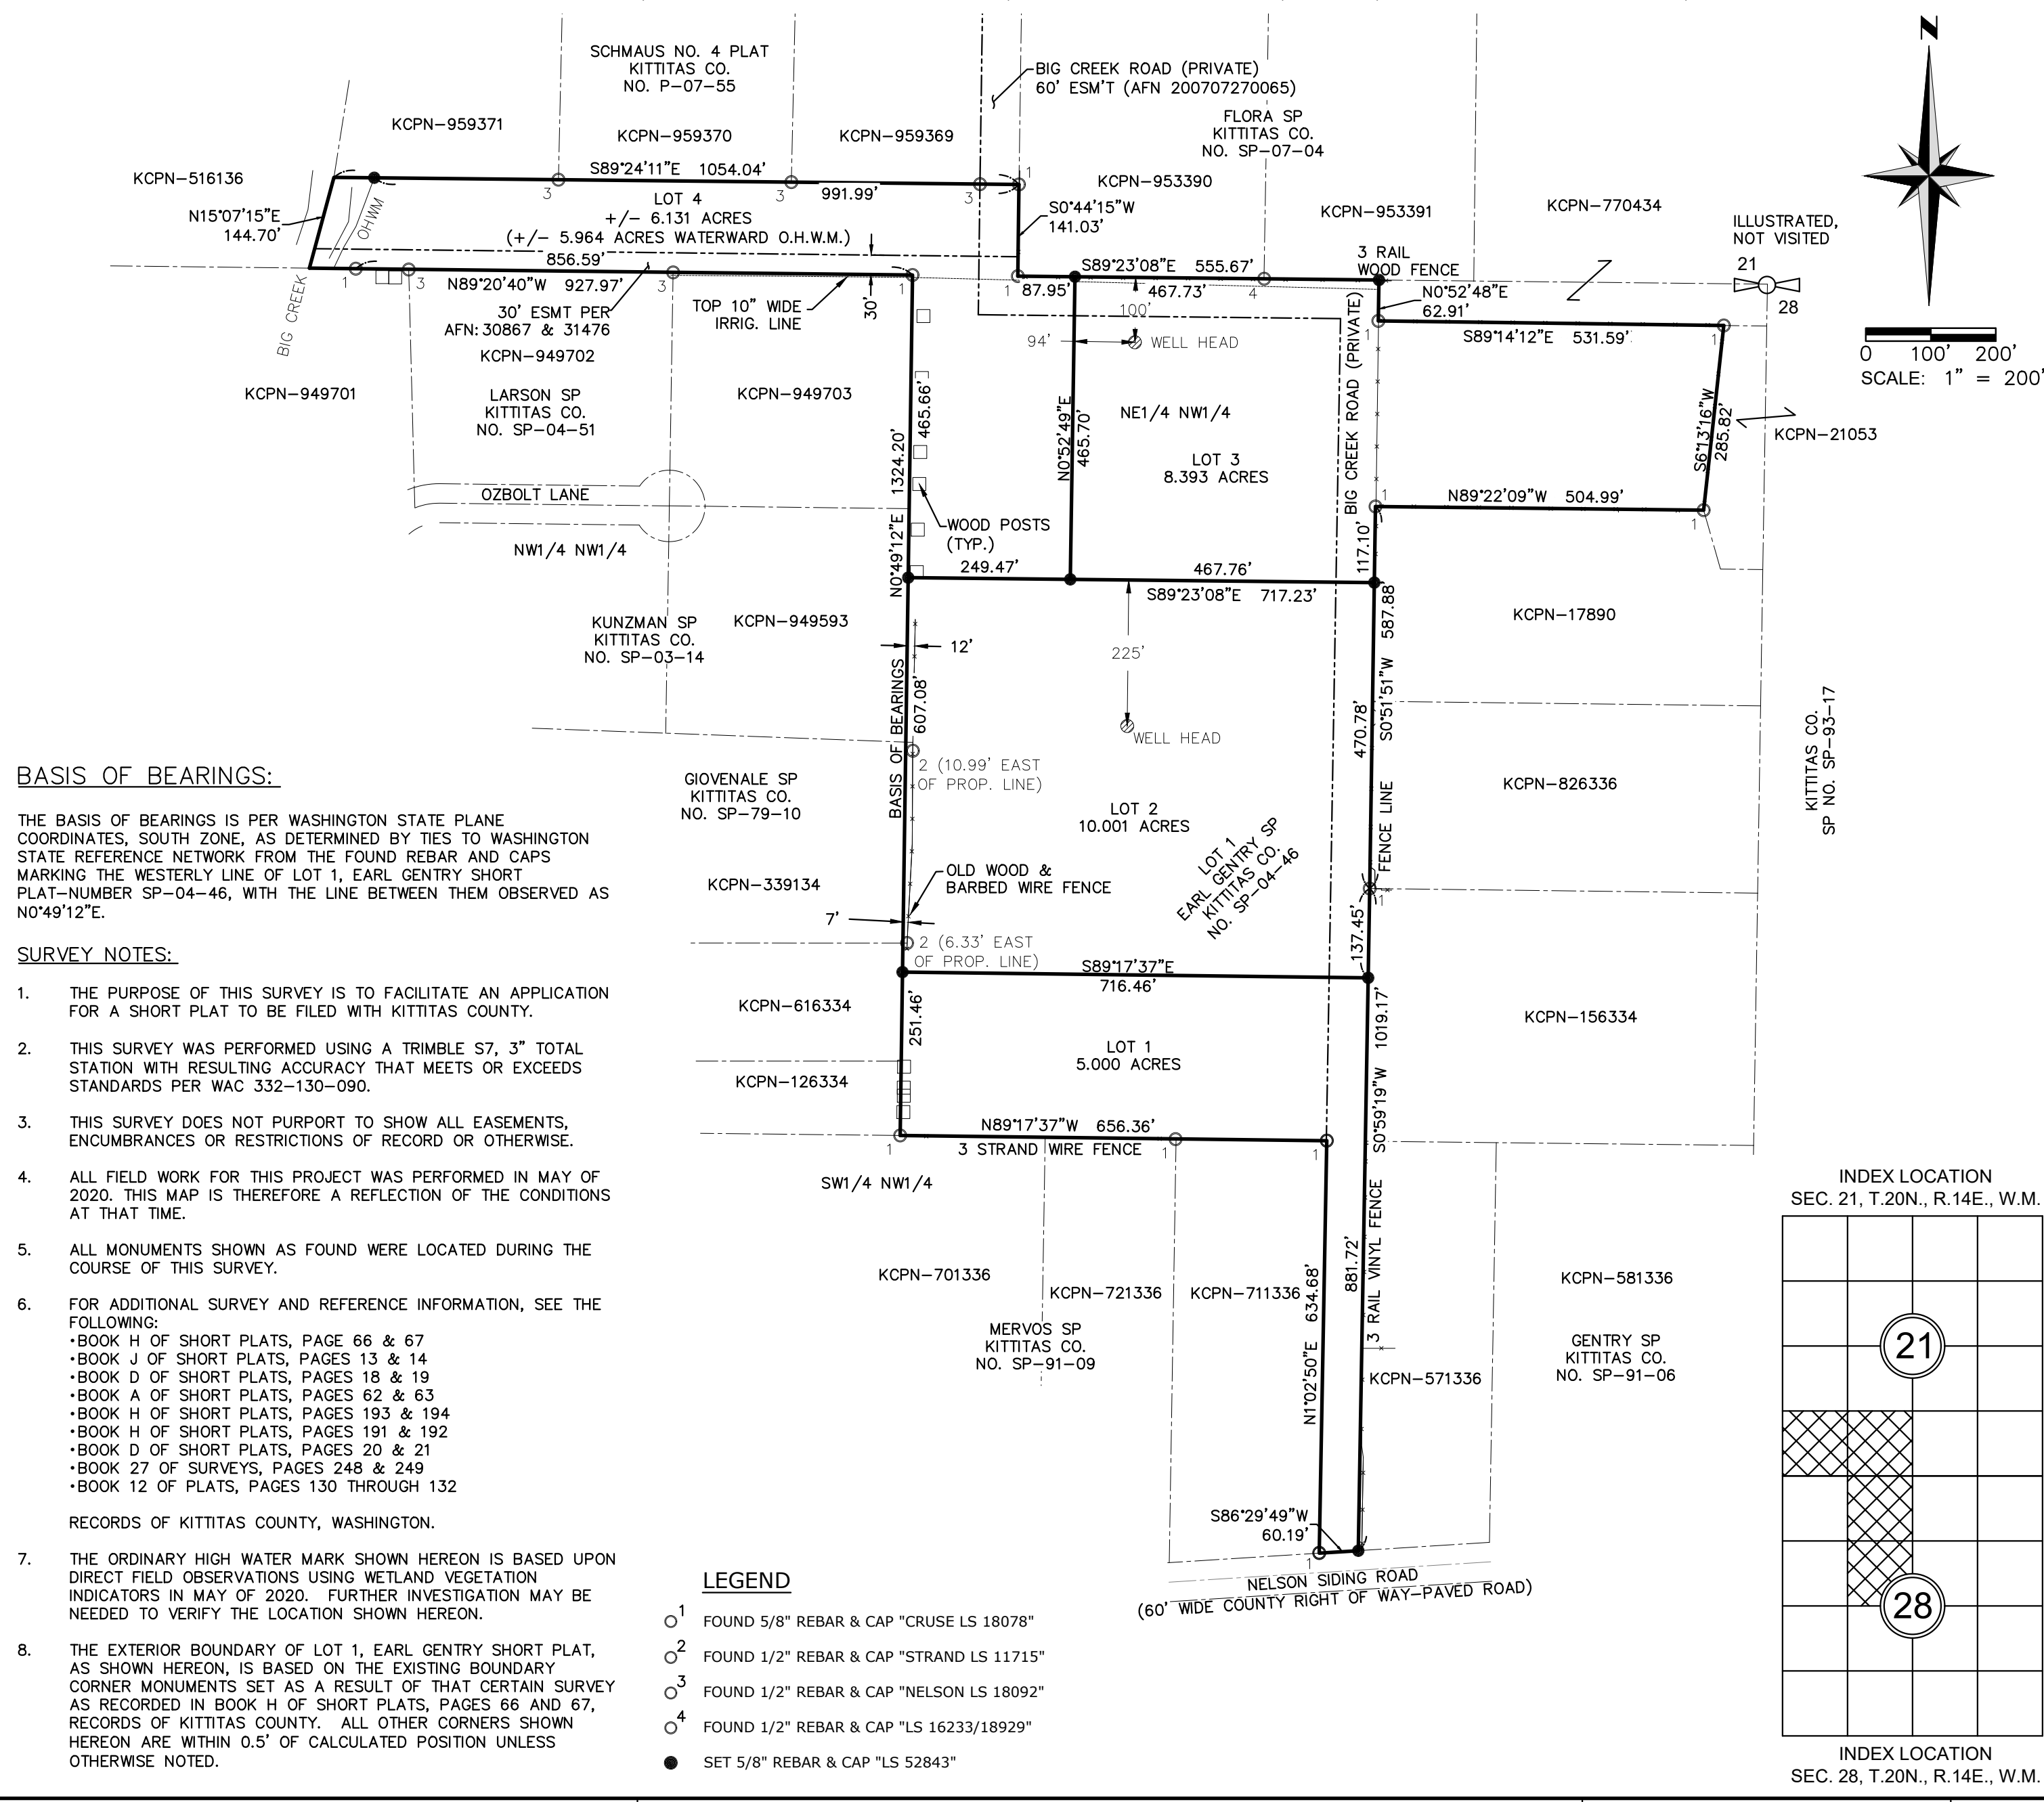 SCHMAUS NO. 4 PLAT
KITTITAS CO.
NO. P-07-55
BIG CREEK ROAD (PRIVATE)
60' ESM'T (AFN 200707270065)
FLORA SP
KITTITAS CO.
NO. SP-07-04
N
KCPN-959371
KCPN-959370
KCPN-959369
KCPN-516136
KCPN-953390
KCPN-953391
KCPN-770434
S89°24'11"E 1054.04'
991.99'
3
3
3
1
N15°07'15"E
144.70'
OHWM
LOT 4
+/- 6.131 ACRES
(+/- 5.964 ACRES WATERWARD O.H.W.M.)
856.59'
S0°44'15"W
141.03'
ILLUSTRATED,
NOT VISITED
21
28
3 RAIL
WOOD FENCE
S89°23'08"E 555.67'
87.95'
467.73'
4
1
1
1
3
3
N89°20'40"W 927.97'
30'
30' ESMT PER
AFN: 30867 & 31476
TOP 10" WIDE
IRRIG. LINE
BIG CREEK
N0°52'48"E
62.91'
1
S89°14'12"E 531.59'
1
0 100' 200'
SCALE: 1" = 200'
100'
94'
WELL HEAD
KCPN-949702
KCPN-949701
LARSON SP
KITTITAS CO.
NO. SP-04-51
KCPN-949703
465.66'
N0°49'12"E 1324.20'
N0°52'49"E
465.70'
NE1/4 NW1/4
LOT 3
8.393 ACRES
BIG CREEK ROAD (PRIVATE)
S6°13'16"W
285.82'
KCPN-21053
OZBOLT LANE
N89°22'09"W 504.99'
1
1
WOOD POSTS
(TYP.)
NW1/4 NW1/4
117.10'
249.47'
467.76'
S89°23'08"E 717.23'
KUNZMAN SP
KITTITAS CO.
NO. SP-03-14
KCPN-949593
KCPN-17890
12'
225'
S0°51'51"W 587.88'
BASIS OF BEARINGS
607.08'
470.78'
WELL HEAD
KITTITAS CO.
SP NO. SP-93-17
2 (10.99' EAST
OF PROP. LINE)
GIOVENALE SP
KITTITAS CO.
NO. SP-79-10
KCPN-826336
LOT 2
10.001 ACRES
FENCE LINE
LOT 1
EARL GENTRY SP
KITTITAS CO.
NO. SP-04-46
OLD WOOD &
BARBED WIRE FENCE
KCPN-339134
7'
1
137.45'
2 (6.33' EAST
OF PROP. LINE)
S89°17'37"E
716.46'
KCPN-616334
251.46'
KCPN-156334
LOT 1
5.000 ACRES
KCPN-126334
S0°59'19"W 1019.17'
N89°17'37"W 656.36'
3 STRAND WIRE FENCE
1
1
1
SW1/4 NW1/4
KCPN-701336
KCPN-721336
KCPN-711336
MERVOS SP
KITTITAS CO.
NO. SP-91-09
N1°02'50"E 634.68'
881.72'
3 RAIL VINYL FENCE
KCPN-571336
KCPN-581336
GENTRY SP
KITTITAS CO.
NO. SP-91-06
S86°29'49"W
60.19'
1
NELSON SIDING ROAD
(60' WIDE COUNTY RIGHT OF WAY-PAVED ROAD)
BASIS OF BEARINGS:
THE BASIS OF BEARINGS IS PER WASHINGTON STATE PLANE
COORDINATES, SOUTH ZONE, AS DETERMINED BY TIES TO WASHINGTON
STATE REFERENCE NETWORK FROM THE FOUND REBAR AND CAPS
MARKING THE WESTERLY LINE OF LOT 1, EARL GENTRY SHORT
PLAT-NUMBER SP-04-46, WITH THE LINE BETWEEN THEM OBSERVED AS
N0°49'12"E.
SURVEY NOTES:
1. THE PURPOSE OF THIS SURVEY IS TO FACILITATE AN APPLICATION
FOR A SHORT PLAT TO BE FILED WITH KITTITAS COUNTY.
2. THIS SURVEY WAS PERFORMED USING A TRIMBLE S7, 3" TOTAL
STATION WITH RESULTING ACCURACY THAT MEETS OR EXCEEDS
STANDARDS PER WAC 332-130-090.
3. THIS SURVEY DOES NOT PURPORT TO SHOW ALL EASEMENTS,
ENCUMBRANCES OR RESTRICTIONS OF RECORD OR OTHERWISE.
4. ALL FIELD WORK FOR THIS PROJECT WAS PERFORMED IN MAY OF
2020. THIS MAP IS THEREFORE A REFLECTION OF THE CONDITIONS
AT THAT TIME.
5. ALL MONUMENTS SHOWN AS FOUND WERE LOCATED DURING THE
COURSE OF THIS SURVEY.
6. FOR ADDITIONAL SURVEY AND REFERENCE INFORMATION, SEE THE
FOLLOWING:
•BOOK H OF SHORT PLATS, PAGE 66 & 67
•BOOK J OF SHORT PLATS, PAGES 13 & 14
•BOOK D OF SHORT PLATS, PAGES 18 & 19
•BOOK A OF SHORT PLATS, PAGES 62 & 63
•BOOK H OF SHORT PLATS, PAGES 193 & 194
•BOOK H OF SHORT PLATS, PAGES 191 & 192
•BOOK D OF SHORT PLATS, PAGES 20 & 21
•BOOK 27 OF SURVEYS, PAGES 248 & 249
•BOOK 12 OF PLATS, PAGES 130 THROUGH 132
RECORDS OF KITTITAS COUNTY, WASHINGTON.
7. THE ORDINARY HIGH WATER MARK SHOWN HEREON IS BASED UPON
DIRECT FIELD OBSERVATIONS USING WETLAND VEGETATION
INDICATORS IN MAY OF 2020. FURTHER INVESTIGATION MAY BE
NEEDED TO VERIFY THE LOCATION SHOWN HEREON.
8. THE EXTERIOR BOUNDARY OF LOT 1, EARL GENTRY SHORT PLAT,
AS SHOWN HEREON, IS BASED ON THE EXISTING BOUNDARY
CORNER MONUMENTS SET AS A RESULT OF THAT CERTAIN SURVEY
AS RECORDED IN BOOK H OF SHORT PLATS, PAGES 66 AND 67,
RECORDS OF KITTITAS COUNTY. ALL OTHER CORNERS SHOWN
HEREON ARE WITHIN 0.5' OF CALCULATED POSITION UNLESS
OTHERWISE NOTED.
LEGEND
1 FOUND 5/8" REBAR & CAP "CRUSE LS 18078"
2 FOUND 1/2" REBAR & CAP "STRAND LS 11715"
3 FOUND 1/2" REBAR & CAP "NELSON LS 18092"
4 FOUND 1/2" REBAR & CAP "LS 16233/18929"
SET 5/8" REBAR & CAP "LS 52843"
INDEX LOCATION
SEC. 21, T.20N., R.14E., W.M.
21
28
INDEX LOCATION
SEC. 28, T.20N., R.14E., W.M.